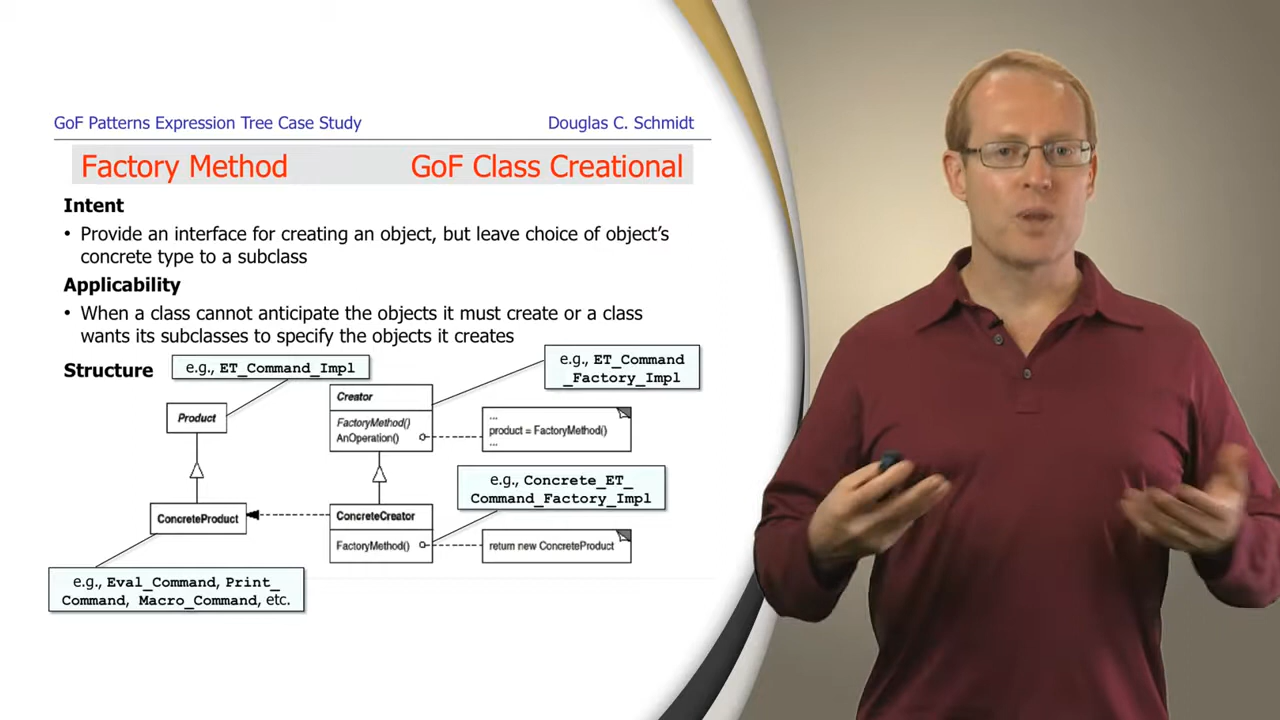 GoF Patterns Expression Tree Case Study Douglas C. Schmidt
Factory Method GoF Class Creational
Intent
• Provide an interface for creating an object, but leave choice of object's
concrete type to a subclass
Applicability
• When a class cannot anticipate the objects it must create or a class
wants its subclasses to specify the objects it creates
Structure
e.g., ET_Command_Impl
e.g., ET_Command
_Factory_Impl
Product
Creator
FactoryMethod()
AnOperation()
...
product = FactoryMethod()
...
e.g., Concrete_ET_
Command_Factory_Impl
ConcreteProduct
ConcreteCreator
FactoryMethod()
return new ConcreteProduct
e.g., Eval_Command, Print_
Command, Macro_Command, etc.